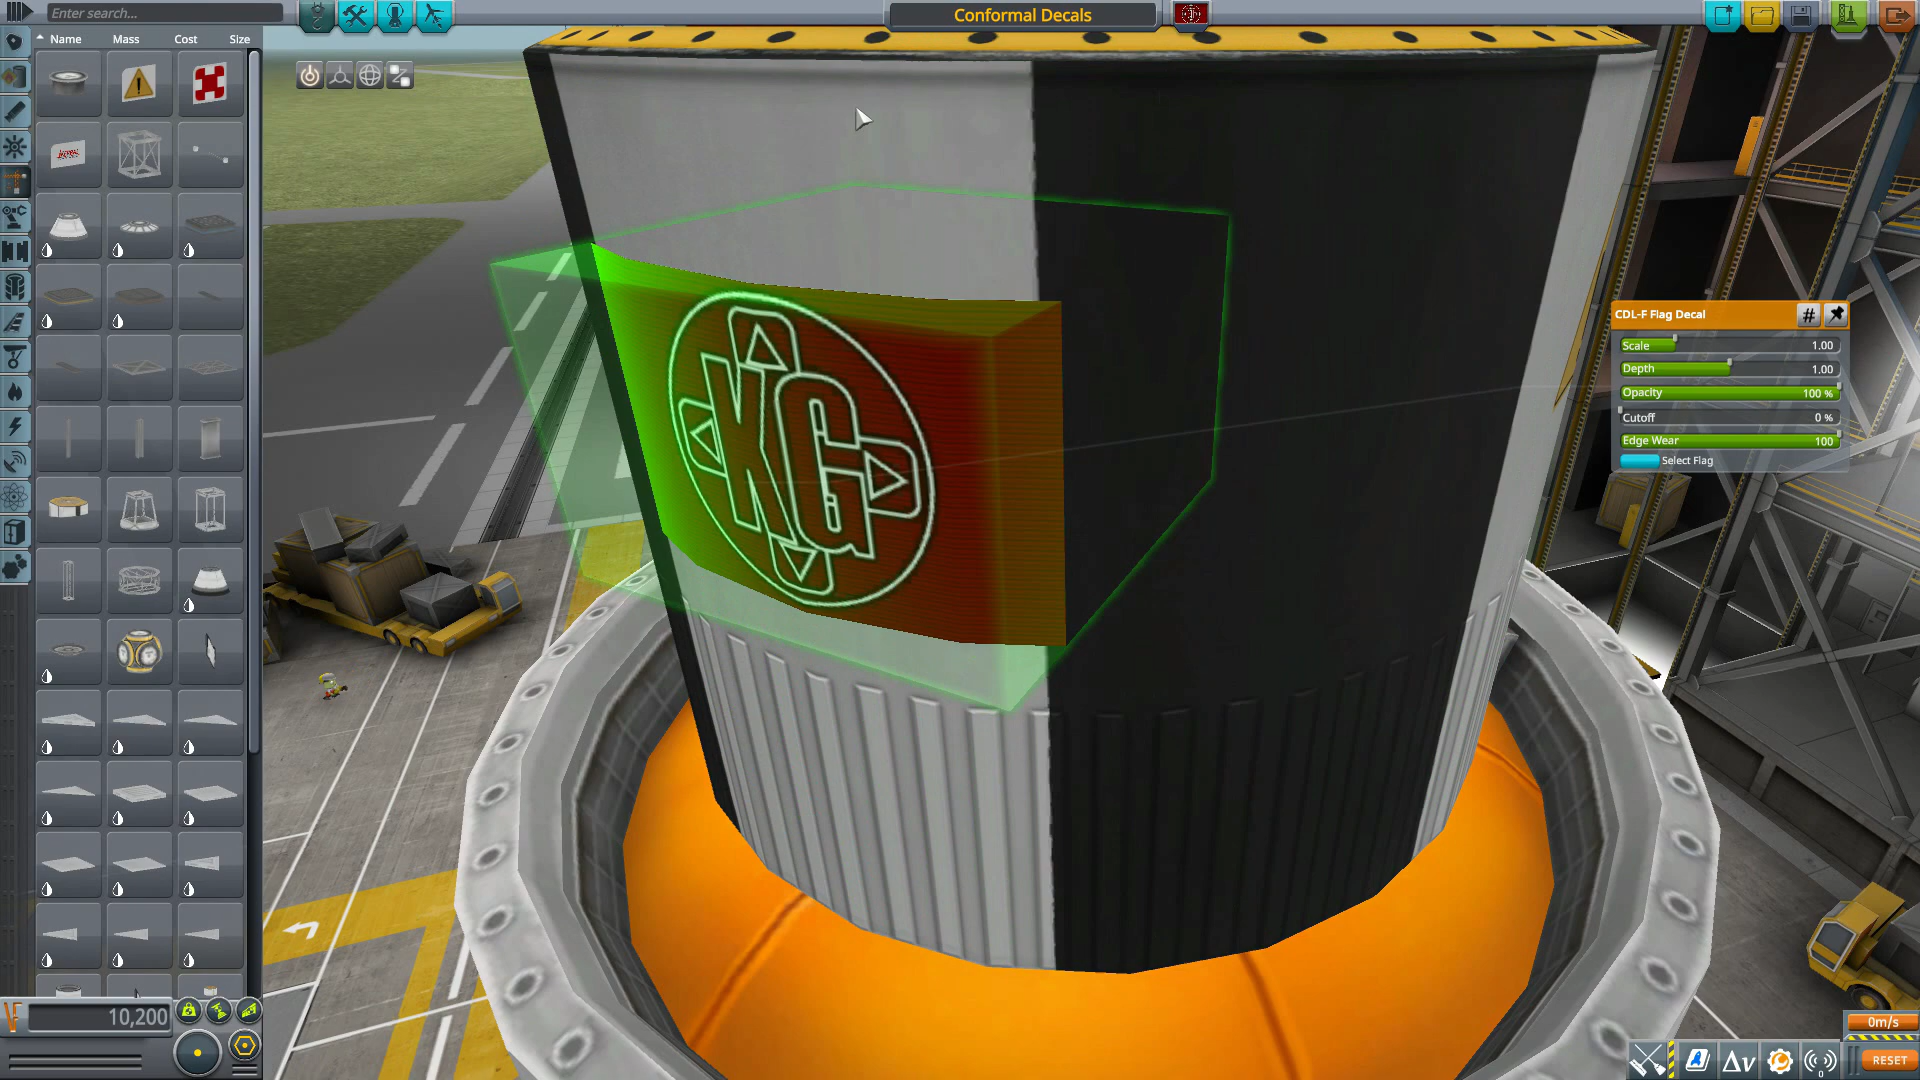 Enter search...
Conformal Decals
Name Mass Cost Size
KG
CDL-F Flag Decal #
Scale 1.00
Depth 1.00
Opacity 100 %
Cutoff 0 %
Edge Wear 100
Select Flag
10,200
0m/s
Δv
0
RESET